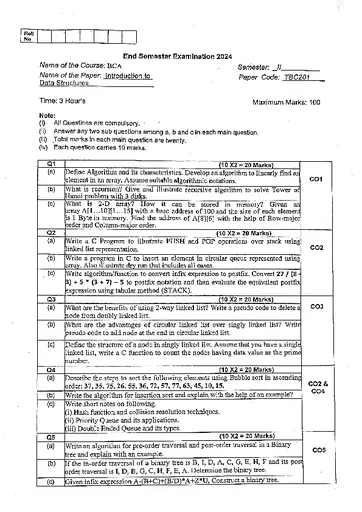 Roll No
End Semester Examination 2024
Name of the Course: BCA Semester: II
Name of the Paper: Introduction to Data Structures Paper Code: TBC201
Time: 3 Hour's Maximum Marks: 100
Note:
(i) All Questions are compulsory.
(ii) Answer any two sub questions among a, b and c in each main question.
(iii) Total marks in each main question are twenty.
(iv) Each question carries 10 marks.
Q1 (10 X2 = 20 Marks)
(a) Define Algorithm and its characteristics. Develop an algorithm to linearly find an
element in an array. Assume suitable algorithmic notations.
CO1
(b) What is recursion? Give and illustrate recursive algorithm to solve Tower of
Hanoi problem with 3 disks.
(c) What is 2-D array? How it can be stored in memory? Given an
array A[1...10][1...15] with a base address of 100 and the size of each element
is 1 Byte in memory. Find the address of A[8][6] with the help of Row-major
order and Column-major order.
Q2 (10 X2 = 20 Marks)
(a) Write a C Program to illustrate PUSH and POP operations over stack using
linked list representation.
CO2
(b) Write a program in C to insert an element in circular queue represented using
array. Also illustrate dry run that includes all cases.
(c) Write algorithm/function to convert infix expression to postfix. Convert 27 / [8 -
3] + 5 * (3 + 7) – 5 to postfix notation and then evaluate the equivalent postfix
expression using tabular method (STACK).
Q3 (10 X2 = 20 Marks)
(a) What are the benefits of using 2-way linked list? Write pseudo code to delete a
node from doubly linked list.
CO3
(b) What are the advantages of circular linked list over singly linked list? Write
pseudo code to add node at the end in circular linked list.
(c) Define the structure of a node in singly linked list. Assume that you have a single
linked list, write a C function to count the nodes having data value as the prime
number.
Q4 (10 X2 = 20 Marks)
(a) Describe the steps to sort the following elements using Bubble sort in ascending
order: 37, 25, 75, 26, 55, 36, 72, 57, 77, 63, 45, 10, 15.
CO2 &
CO4
(b) Write the algorithm for insertion sort and explain with the help of an example?
(c) Write short notes on following.
(i) Hash function and collision resolution techniques.
(ii) Priority Queue and its applications.
(iii) Double Ended Queue and its types.
Q5 (10 X2 = 20 Marks)
(a) Write an algorithm for pre-order traversal and post-order traversal in a Binary
tree and explain with an example.
CO5
(b) If the in-order traversal of a binary tree is B, I, D, A, C, G, E, H, F and its post
order traversal is I, D, B, G, C, H, F, E, A. Determine the binary tree.
(c) Given infix expression A-(B+C)+(B/D)*A+Z*U, Construct a binary tree.